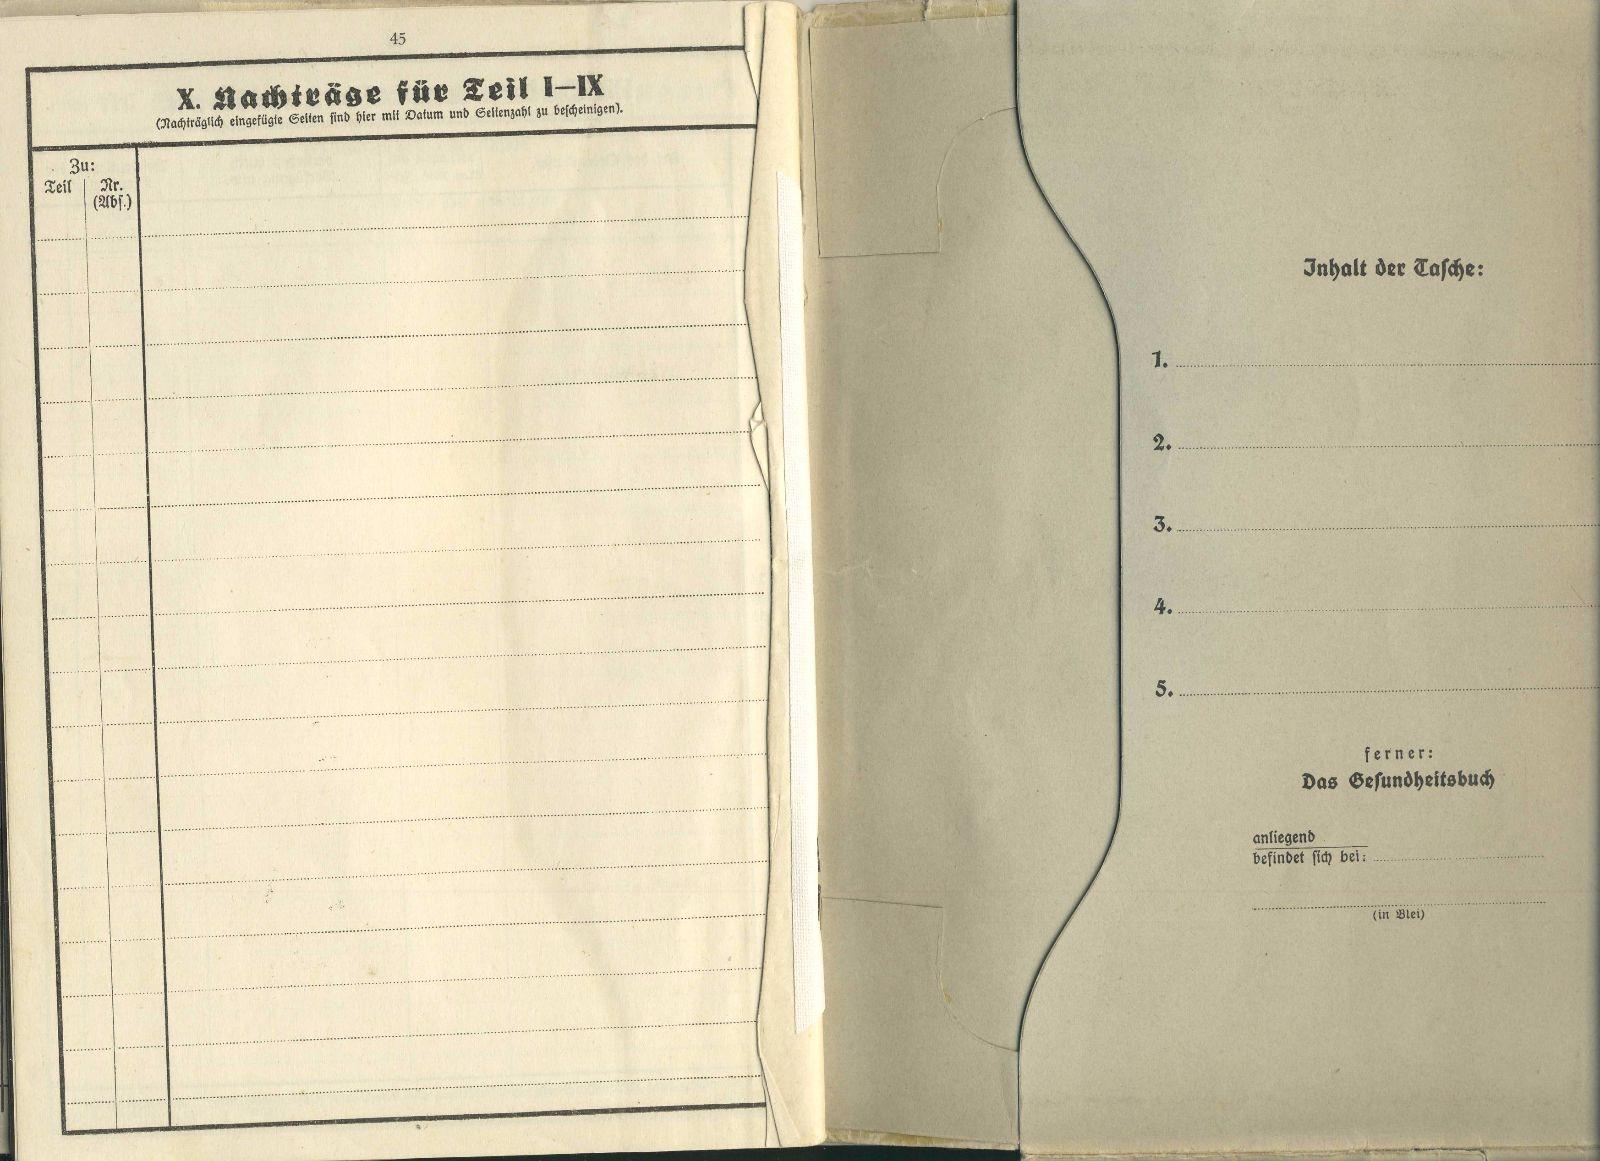 45
X. Nachträge für Teil I—IX
(Nachträglich eingefügte Seiten sind hier mit Datum und Seitenzahl zu bescheinigen).
Zu:
Teil
Nr.
(Abs.)
Inhalt der Tasche:
1.
2.
3.
4.
5.
ferner:
Das Gesundheitsbuch
anliegend
befindet sich bei:
(in Blei)